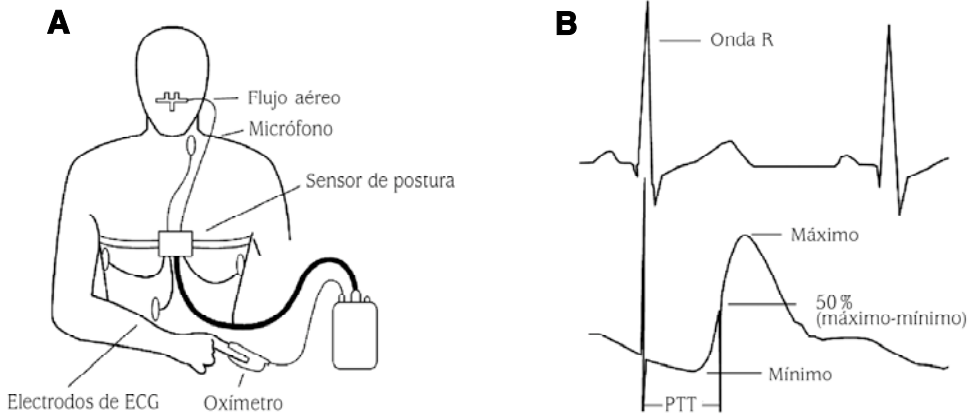 A
Flujo aéreo
Micrófono
Sensor de postura
Electrodos de ECG
Oxímetro
B
Onda R
Máximo
50 %
(máximo-mínimo)
Mínimo
PTT